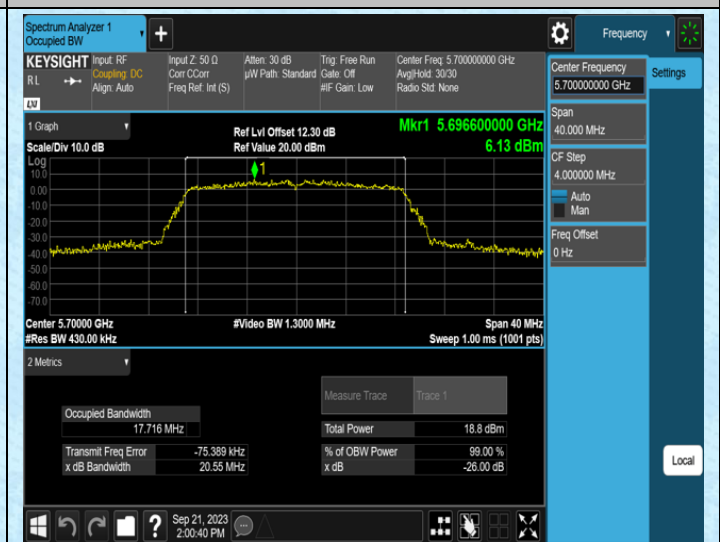 Spectrum Analyzer 1
Occupied BW
Frequency
KEYSIGHT
R L
LXI
Input: RF
Coupling: DC
Align: Auto
Input Z: 50 Ω
Corr CCorr
Freq Ref: Int (S)
Atten: 30 dB
µW Path: Standard
Trig: Free Run
Gate: Off
#IF Gain: Low
Center Freq: 5.700000000 GHz
Avg|Hold: 30/30
Radio Std: None
Center Frequency
5.700000000 GHz
Settings
Span
40.000 MHz
CF Step
4.000000 MHz
Auto
Man
Freq Offset
0 Hz
Local
1 Graph
Scale/Div 10.0 dB
Ref Lvl Offset 12.30 dB
Ref Value 20.00 dBm
Mkr1 5.696600000 GHz
6.13 dBm
Log
1
10.0
0.00
-10.0
-20.0
-30.0
-40.0
-50.0
-60.0
-70.0
Center 5.70000 GHz
#Video BW 1.3000 MHz
Span 40 MHz
#Res BW 430.00 kHz
Sweep 1.00 ms (1001 pts)
2 Metrics
Measure Trace
Trace 1
Occupied Bandwidth
17.716 MHz
Total Power
18.8 dBm
Transmit Freq Error
-75.389 kHz
% of OBW Power
99.00 %
x dB Bandwidth
20.55 MHz
x dB
-26.00 dB
?
Sep 21, 2023
2:00:40 PM